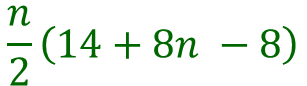 n/2 (14 + 8n − 8)